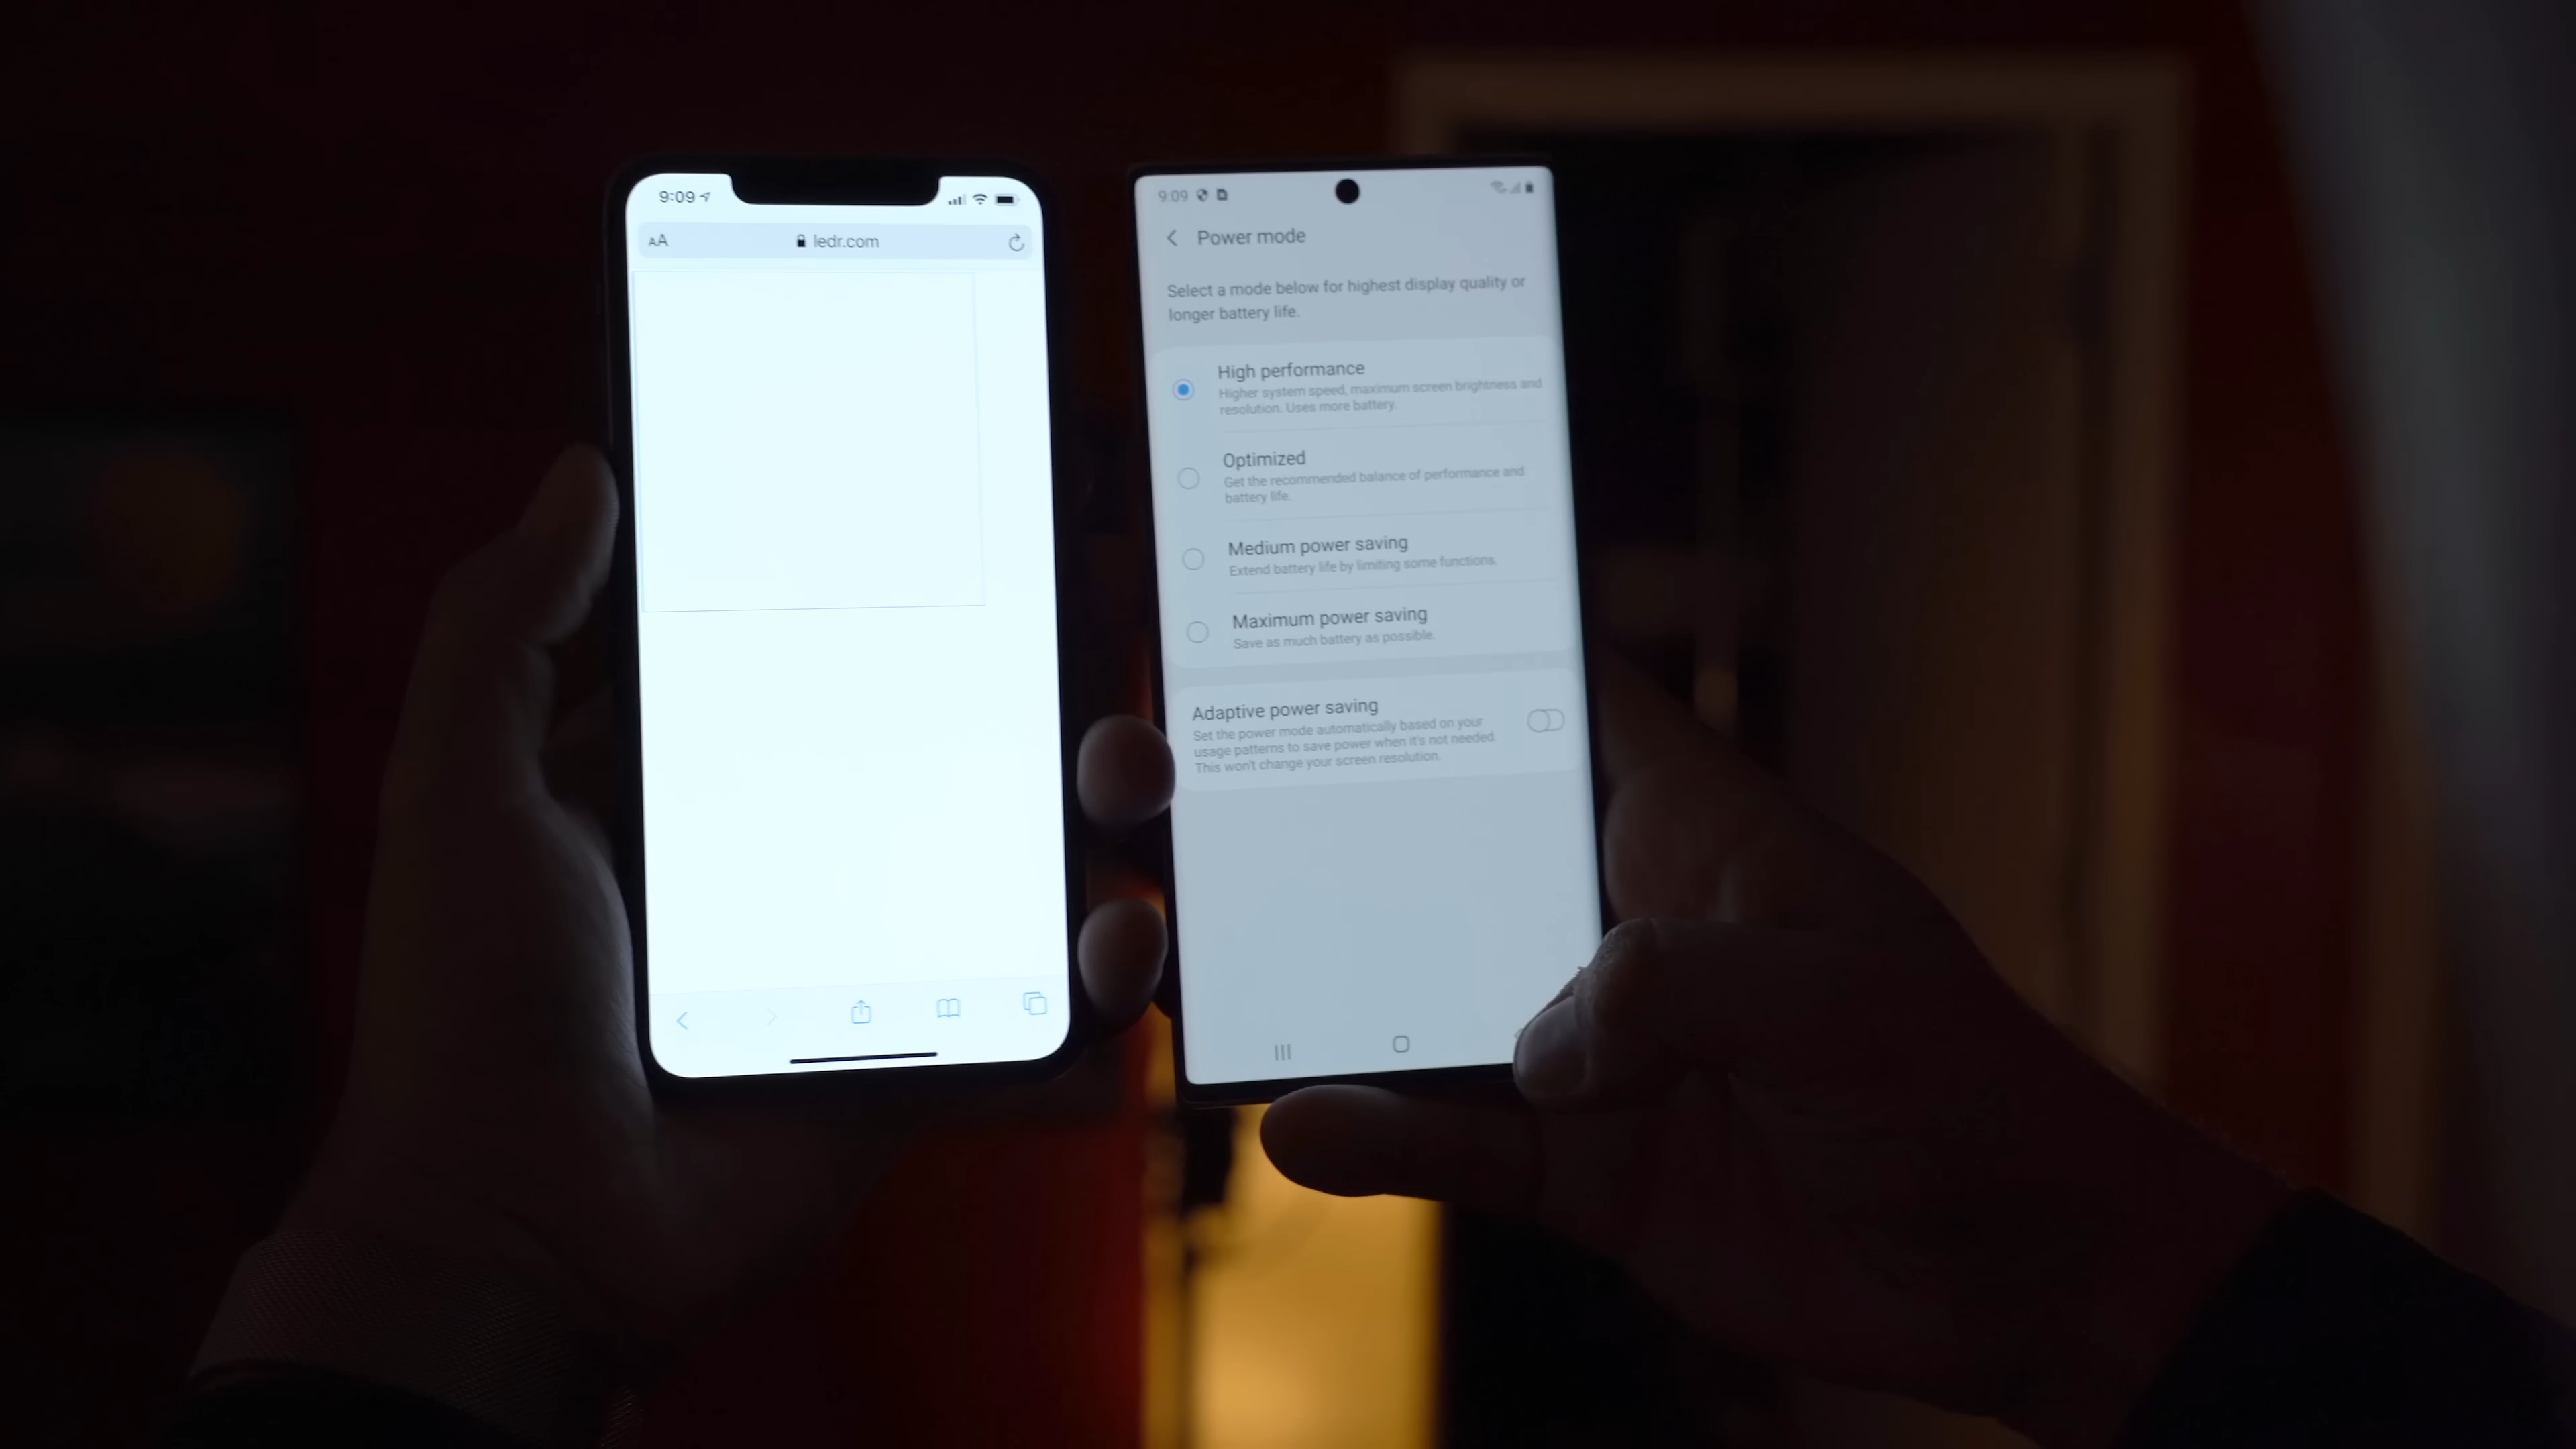 9:09
AA ledr.com
9:09
Power mode
Select a mode below for highest display quality or
longer battery life.
High performance
Higher system speed, maximum screen brightness and
resolution. Uses more battery.
Optimized
Get the recommended balance of performance and
battery life.
Medium power saving
Extend battery life by limiting some functions.
Maximum power saving
Save as much battery as possible.
Adaptive power saving
Set the power mode automatically based on your
usage patterns to save power when it's not needed.
This won't change your screen resolution.